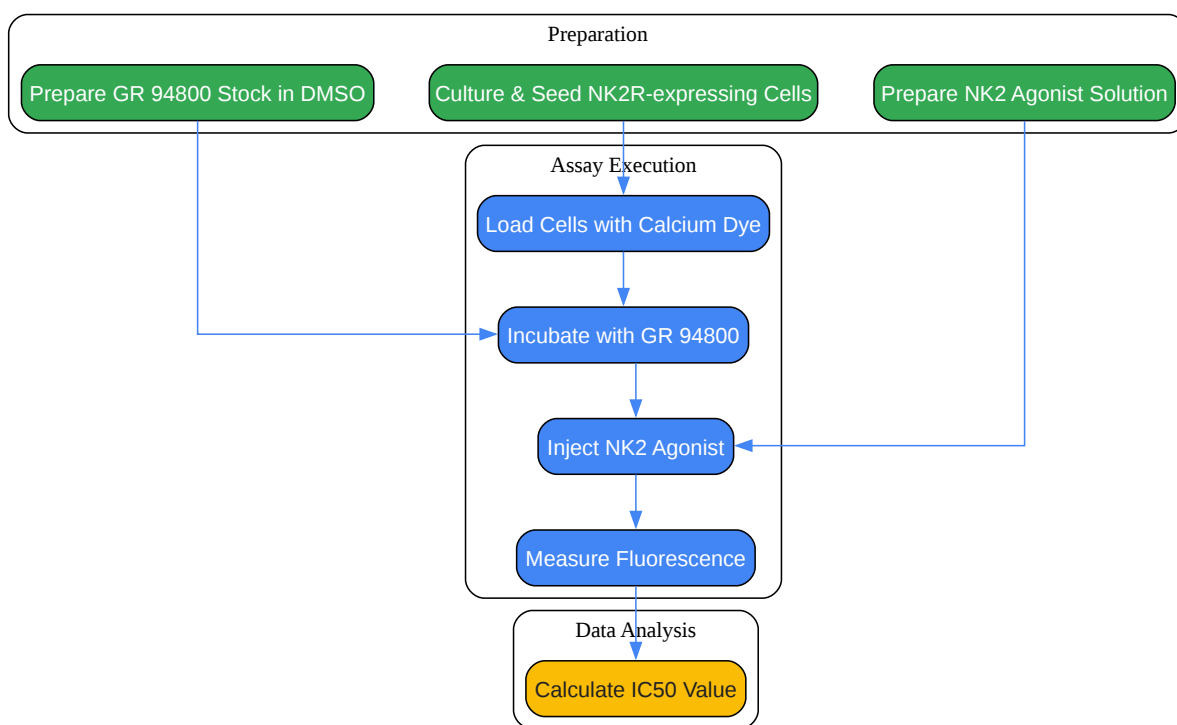 Preparation
Prepare GR 94800 Stock in DMSO
Culture & Seed NK2R-expressing Cells
Prepare NK2 Agonist Solution
Assay Execution
Load Cells with Calcium Dye
Incubate with GR 94800
Inject NK2 Agonist
Measure Fluorescence
Data Analysis
Calculate IC50 Value